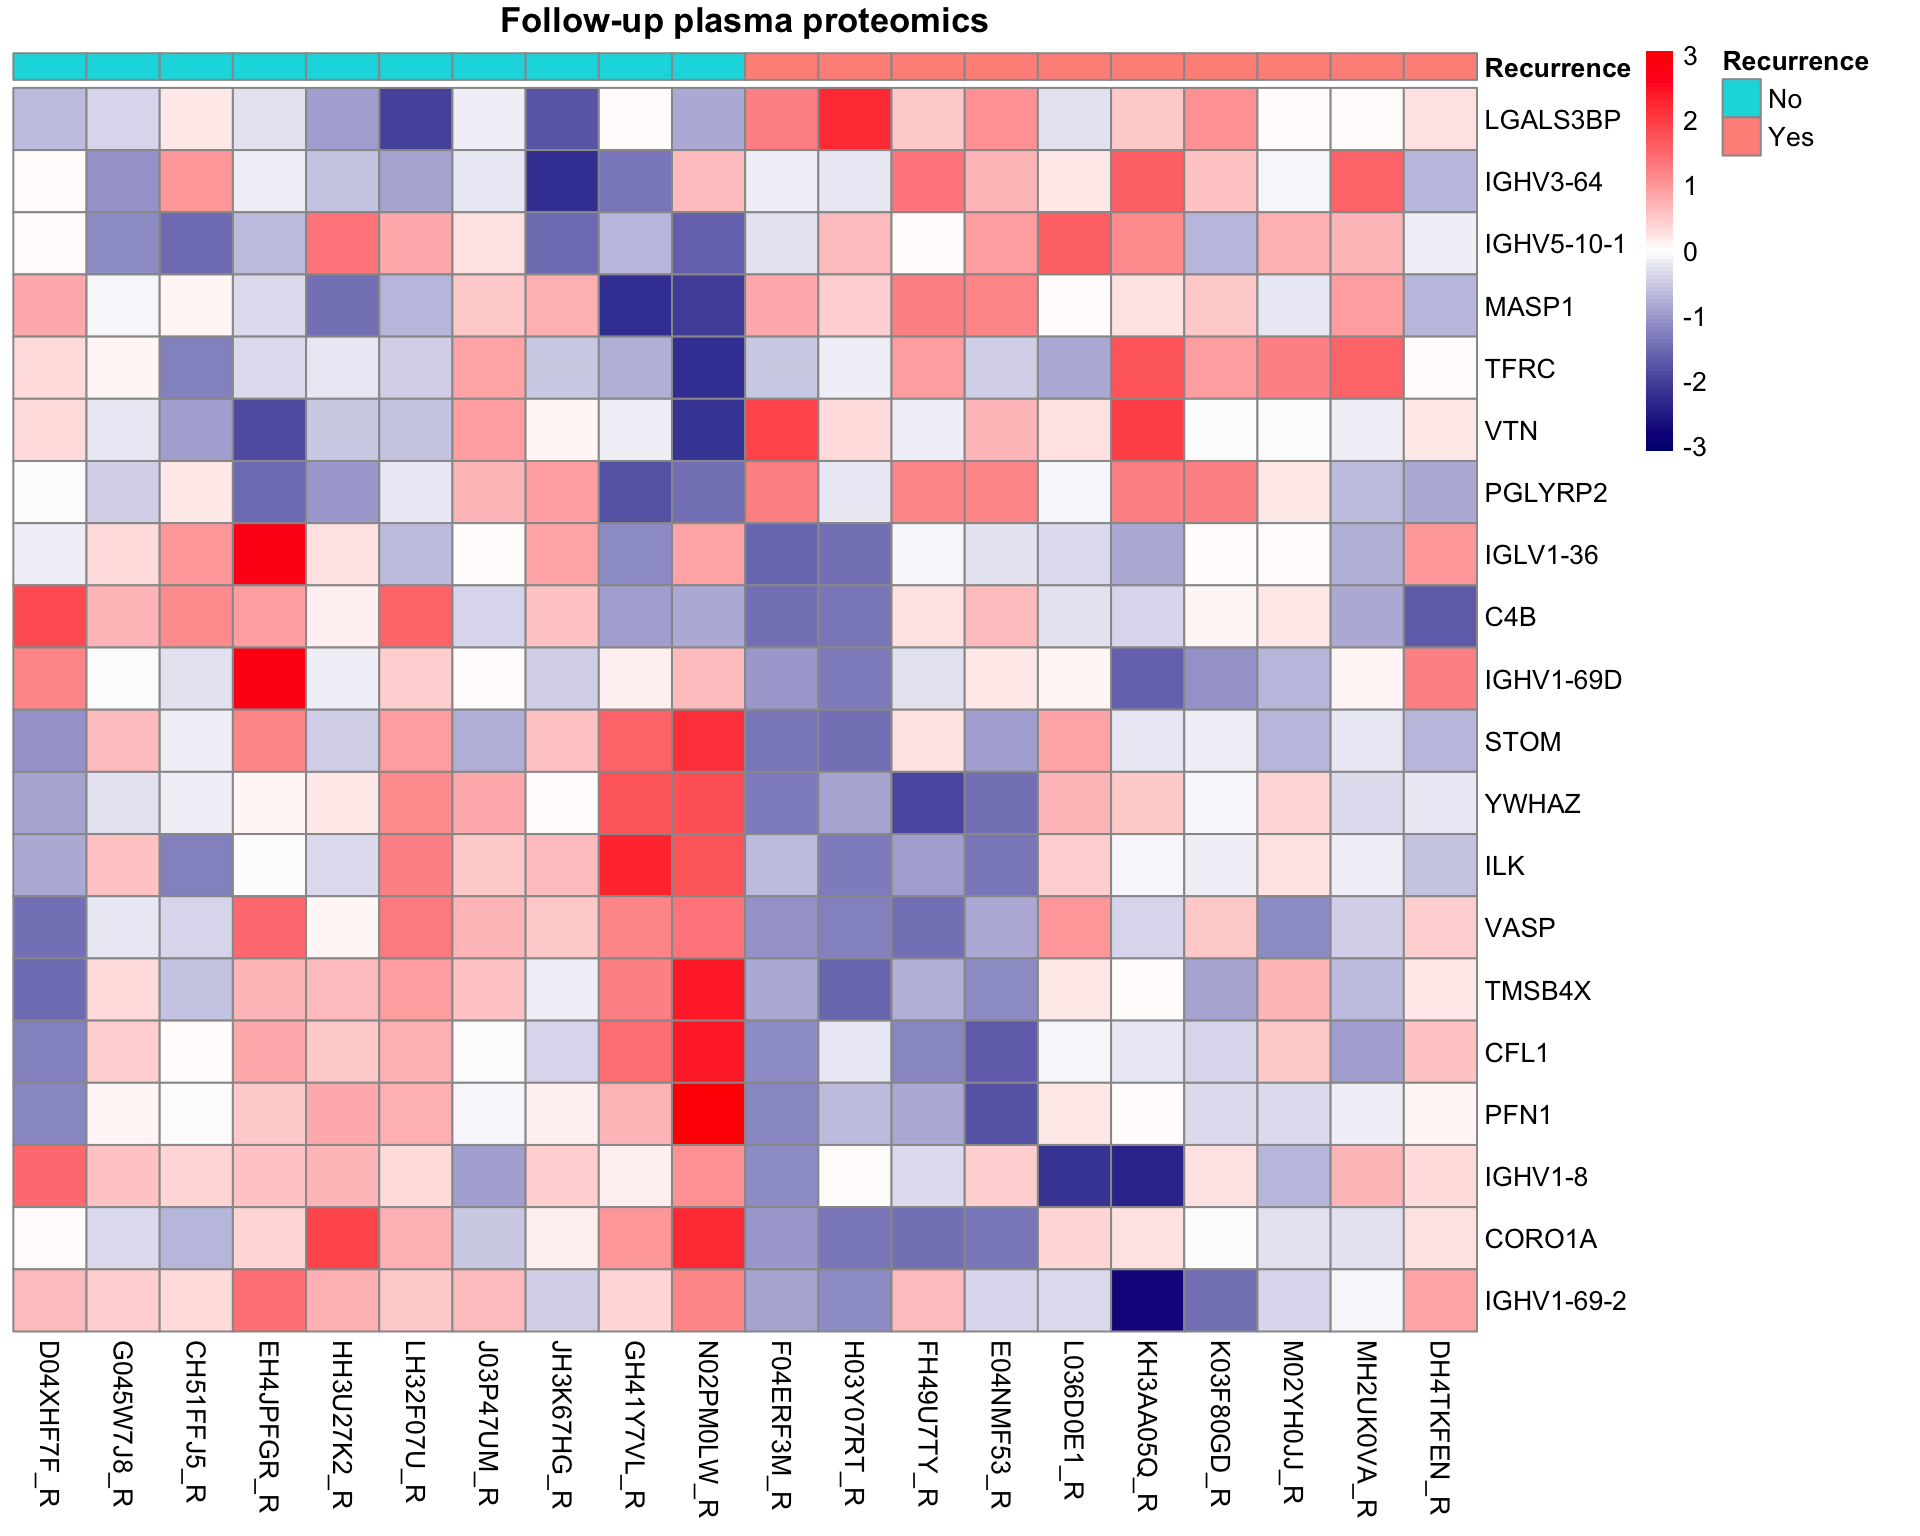 Follow-up plasma proteomics
Recurrence
LGALS3BP
IGHV3-64
IGHV5-10-1
MASP1
TFRC
VTN
PGLYRP2
IGLV1-36
C4B
IGHV1-69D
STOM
YWHAZ
ILK
VASP
TMSB4X
CFL1
PFN1
IGHV1-8
CORO1A
IGHV1-69-2
3
2
1
0
-1
-2
-3
Recurrence
No
Yes
D04XHF7F_R
G045W7J8_R
CH51FFJ5_R
EH4JPFGR_R
HH3U27K2_R
LH32F07U_R
J03P47UM_R
JH3K67HG_R
GH41Y7VL_R
N02PM0LW_R
F04ERF3M_R
H03Y07RT_R
FH49U7TY_R
E04NMF53_R
L036D0E1_R
KH3AA05Q_R
K03F80GD_R
M02YH0JJ_R
MH2UK0VA_R
DH4TKFEN_R